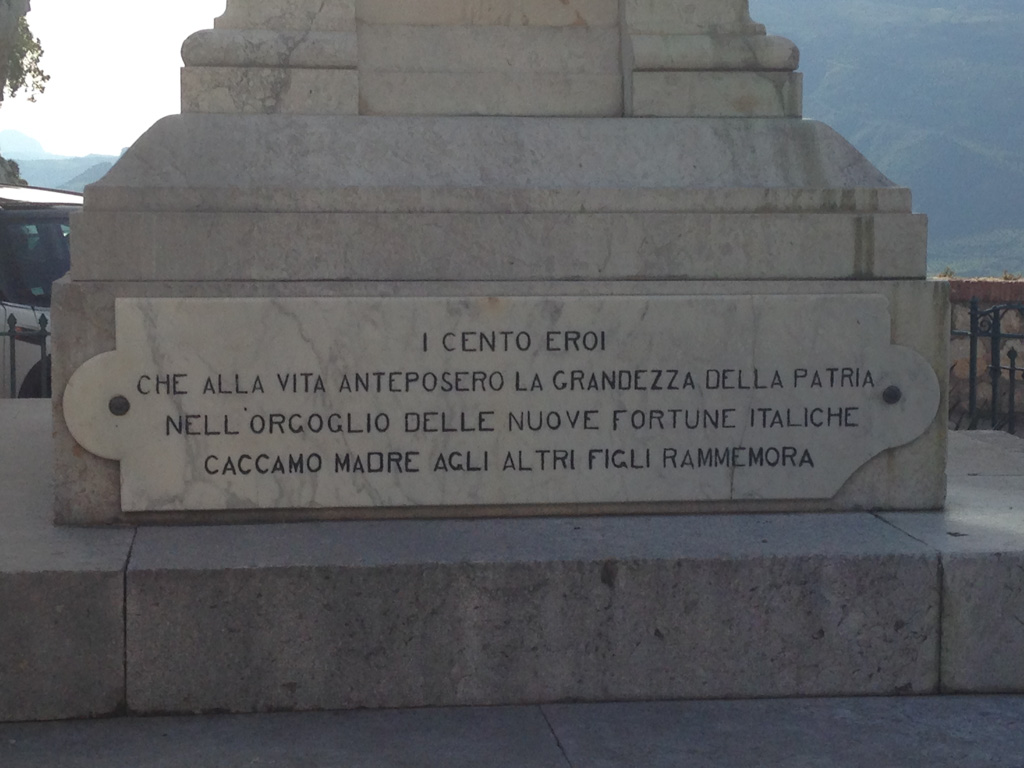 I CENTO EROI
CHE ALLA VITA ANTEPOSERO LA GRANDEZZA DELLA PATRIA
NELL'ORGOGLIO DELLE NUOVE FORTUNE ITALICHE
CACCAMO MADRE AGLI ALTRI FIGLI RAMMEMORA